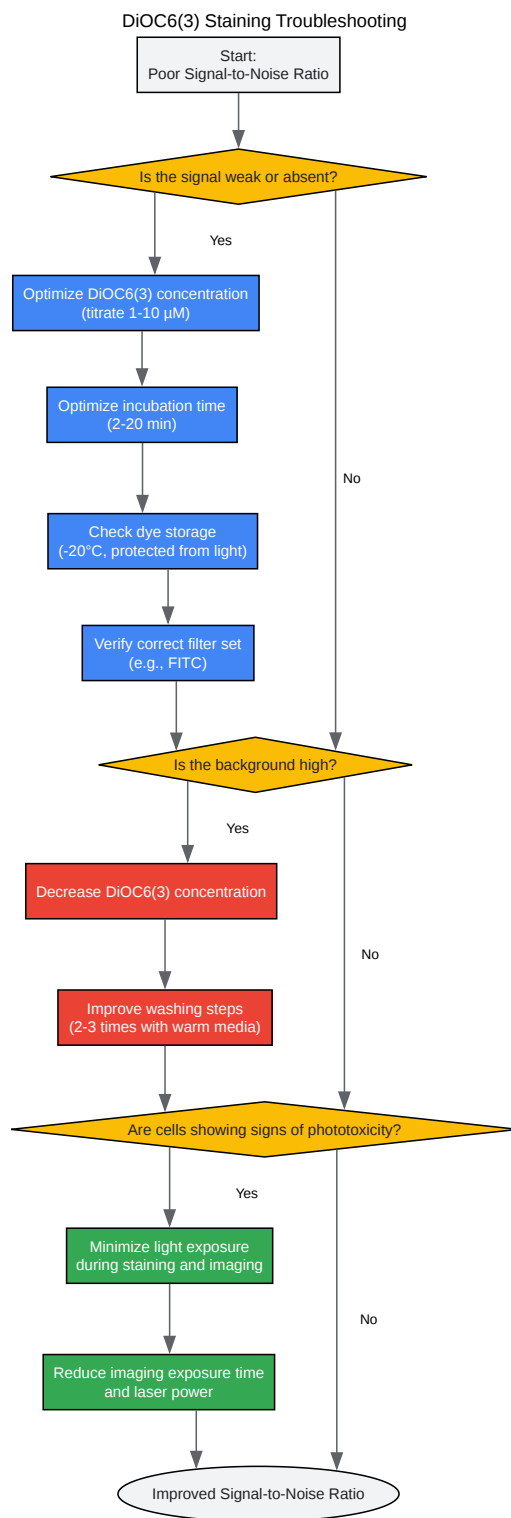 DiOC6(3) Staining Troubleshooting
Start:
Poor Signal-to-Noise Ratio
Is the signal weak or absent?
Yes
Optimize DiOC6(3) concentration
(titrate 1-10 µM)
Optimize incubation time
(2-20 min)
No
Check dye storage
(-20°C, protected from light)
Verify correct filter set
(e.g., FITC)
Is the background high?
Yes
Decrease DiOC6(3) concentration
No
Improve washing steps
(2-3 times with warm media)
Are cells showing signs of phototoxicity?
Yes
Minimize light exposure
during staining and imaging
No
Reduce imaging exposure time
and laser power
Improved Signal-to-Noise Ratio